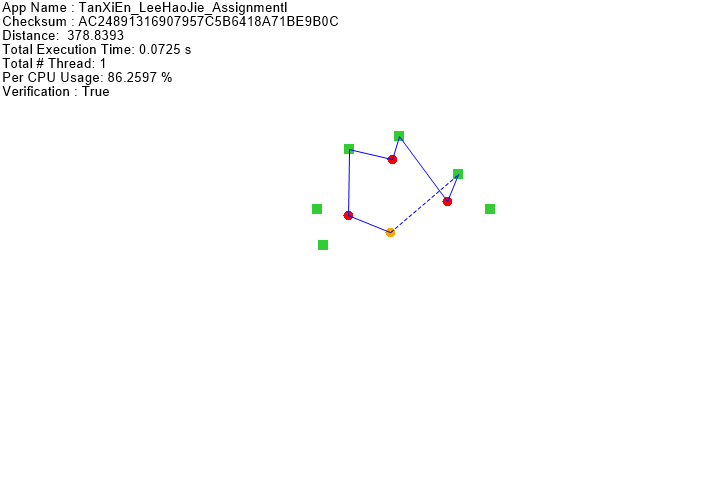 App Name : TanXiEn_LeeHaoJie_AssignmentI
Checksum : AC24891316907957C5B6418A71BE9B0C
Distance:  378.8393
Total Execution Time: 0.0725 s
Total # Thread: 1
Per CPU Usage: 86.2597 %
Verification : True